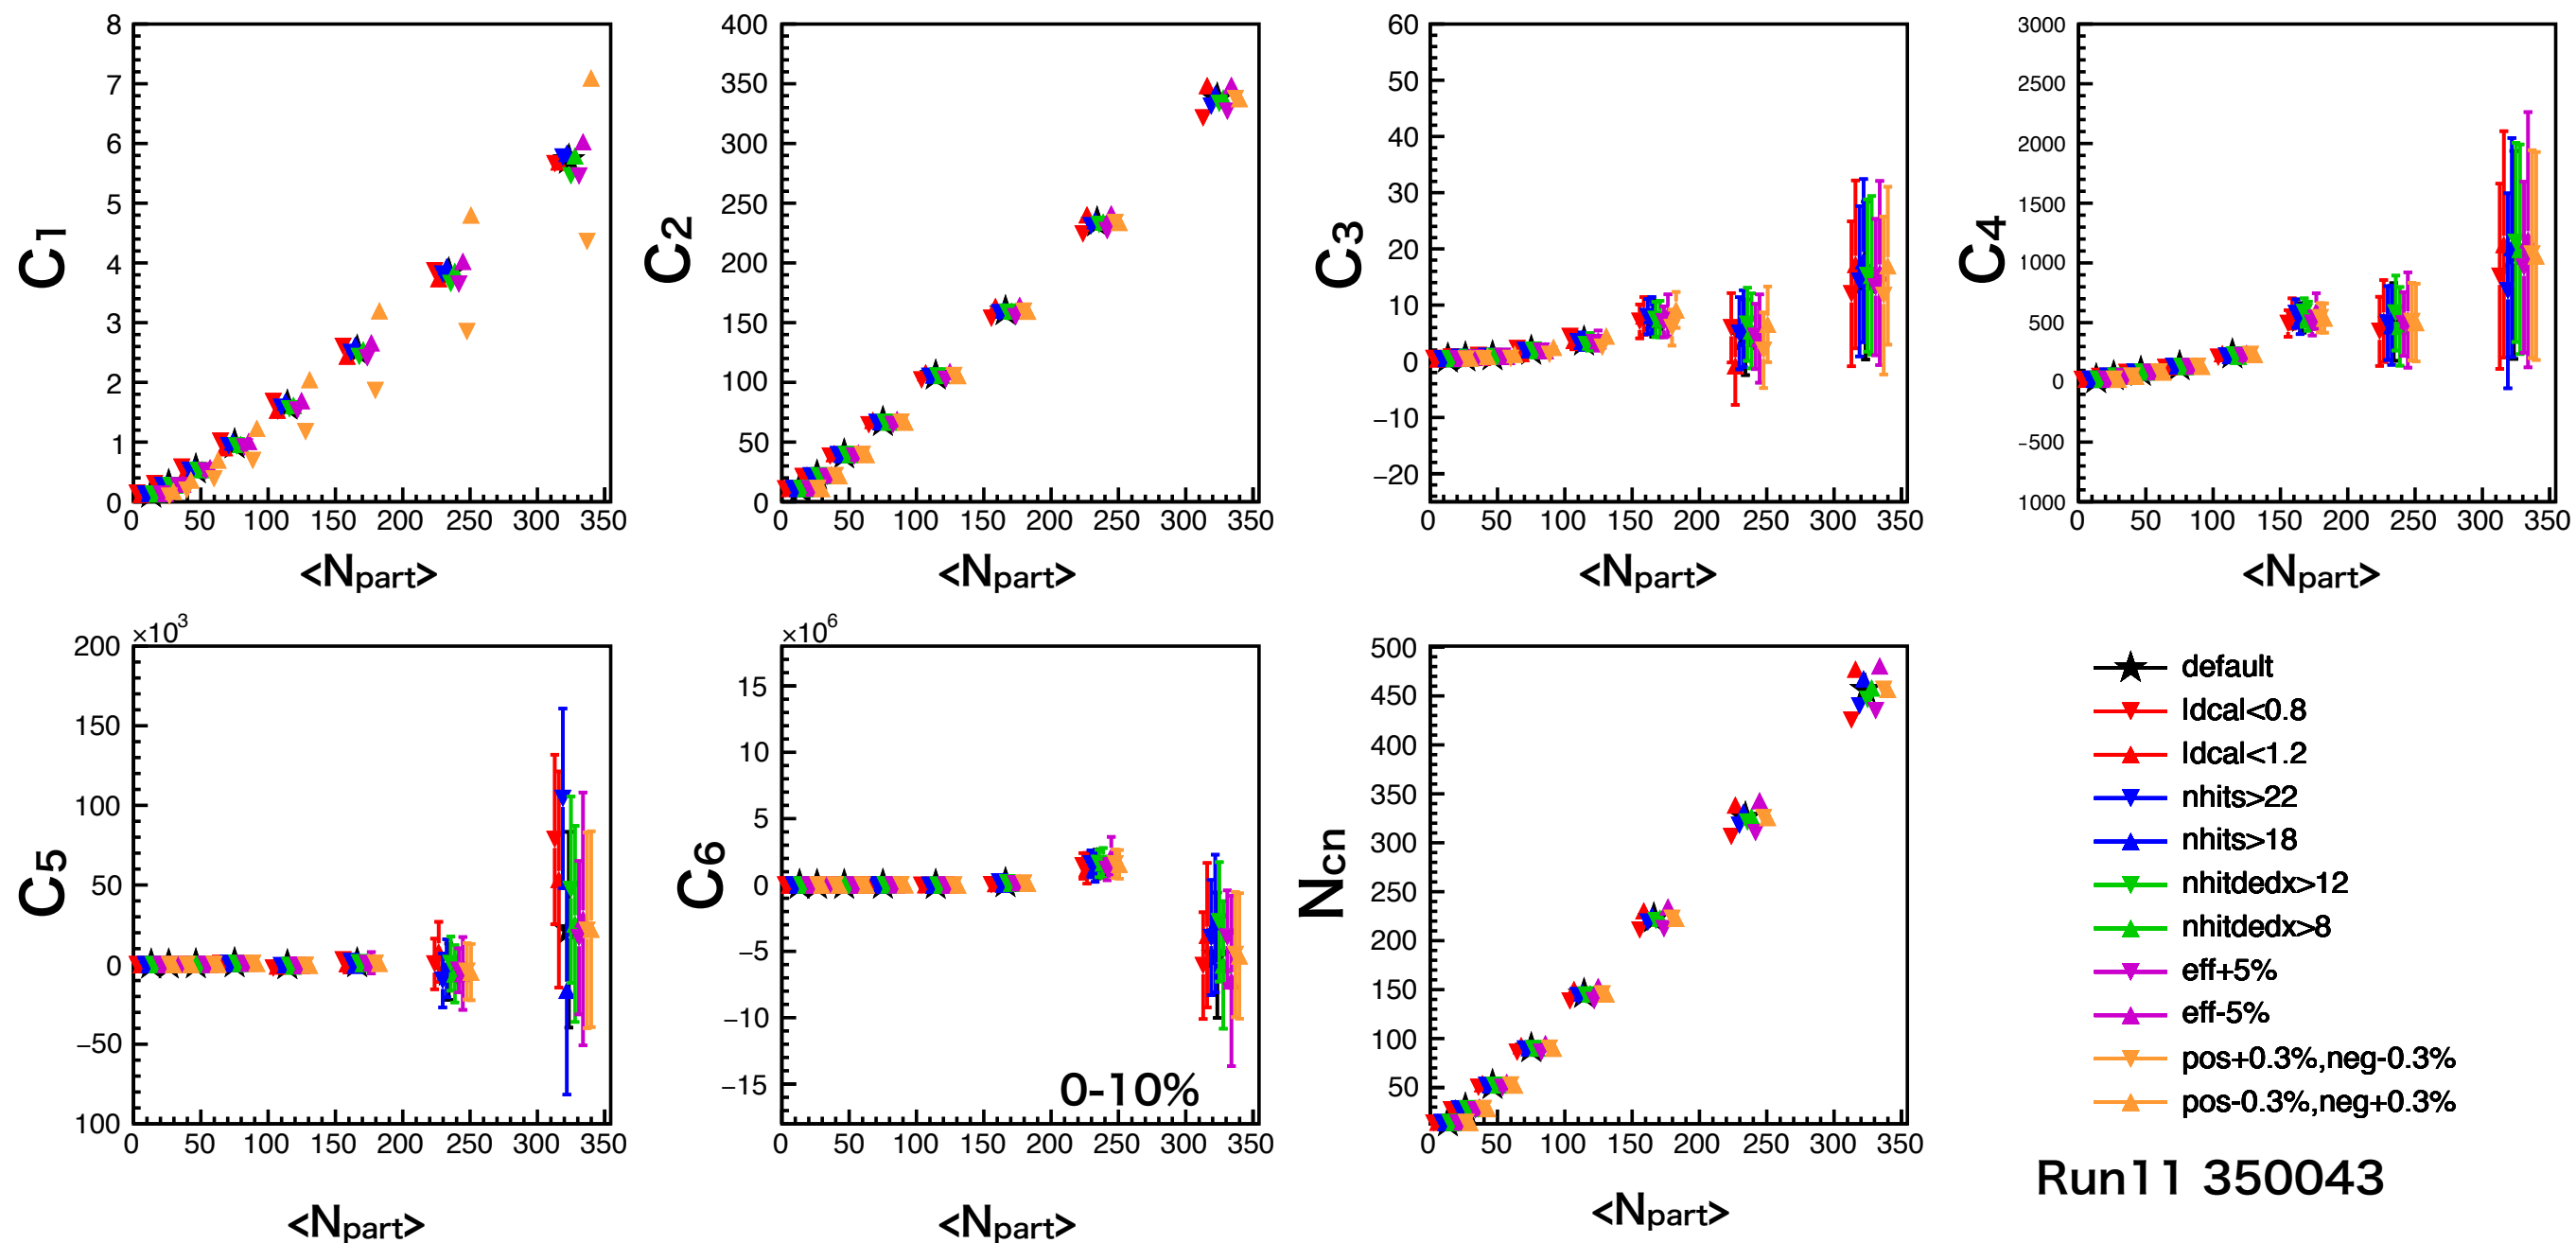 8
7
6
5
4
3
2
1
0
C1
0 50 100 150 200 250 300 350
<Npart>
400
350
300
250
200
150
100
50
0
C2
0 50 100 150 200 250 300 350
<Npart>
60
50
40
30
20
10
0
−10
−20
C3
0 50 100 150 200 250 300 350
<Npart>
3000
2500
2000
1500
1000
500
0
−500
1000
C4
0 50 100 150 200 250 300 350
<Npart>
×10³
200
150
100
50
0
−50
100
C5
0 50 100 150 200 250 300 350
<Npart>
×10⁶
15
10
5
0
−5
−10
−15
C6
0-10%
0 50 100 150 200 250 300 350
<Npart>
500
450
400
350
300
250
200
150
100
50
Ncn
0 50 100 150 200 250 300 350
<Npart>
default
ldcal<0.8
ldcal<1.2
nhits>22
nhits>18
nhitdedx>12
nhitdedx>8
eff+5%
eff-5%
pos+0.3%,neg-0.3%
pos-0.3%,neg+0.3%
Run11 350043